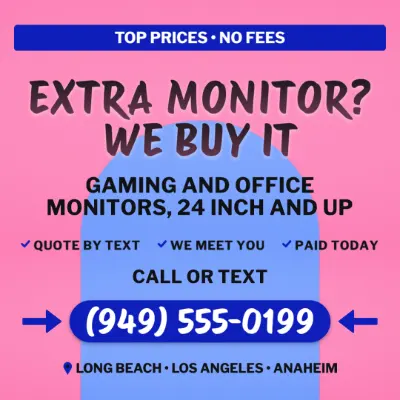 TOP PRICES • NO FEES
EXTRA MONITOR?
WE BUY IT
GAMING AND OFFICE
MONITORS, 24 INCH AND UP
QUOTE BY TEXT WE MEET YOU PAID TODAY
CALL OR TEXT
(949) 555-0199
LONG BEACH • LOS ANGELES • ANAHEIM